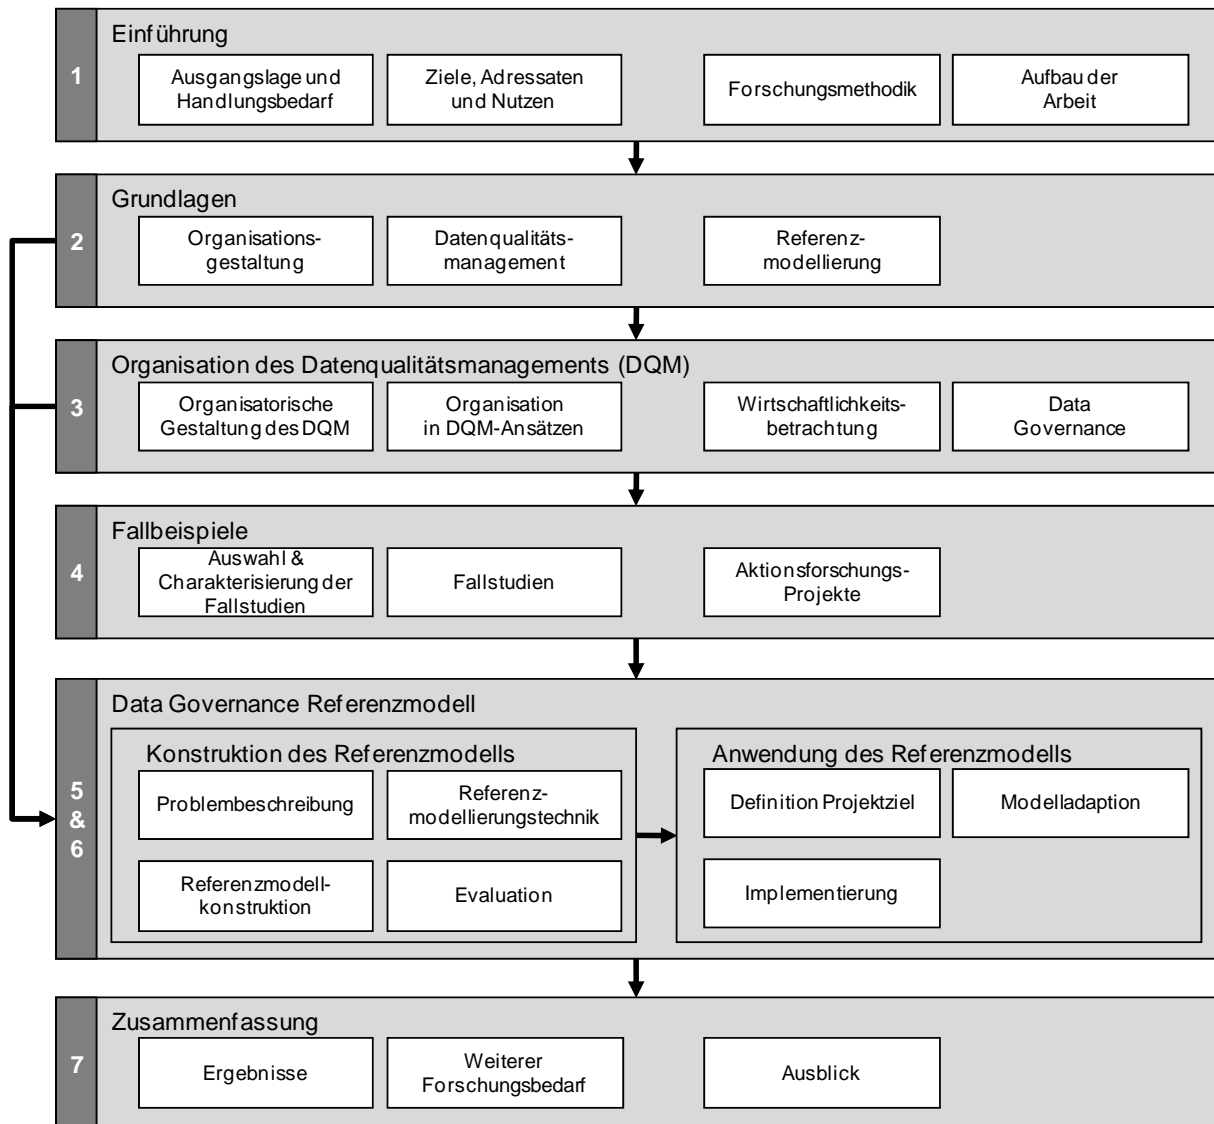 Einführung
1
Ausgangslage und
Handlungsbedarf
Ziele, Adressaten
und Nutzen
Forschungsmethodik
Aufbau der
Arbeit
Grundlagen
2
Organisations-
gestaltung
Datenqualitäts-
management
Referenz-
modellierung
Organisation des Datenqualitätsmanagements (DQM)
3
Organisatorische
Gestaltung des DQM
Organisation
in DQM-Ansätzen
Wirtschaftlichkeits-
betrachtung
Data
Governance
Fallbeispiele
4
Auswahl &
Charakterisierung der
Fallstudien
Fallstudien
Aktionsforschungs-
Projekte
Data Governance Referenzmodell
5
&
6
Konstruktion des Referenzmodells
Problembeschreibung
Referenz-
modellierungstechnik
Referenzmodell-
konstruktion
Evaluation
Anwendung des Referenzmodells
Definition Projektziel
Modelladaption
Implementierung
Zusammenfassung
7
Ergebnisse
Weiterer
Forschungsbedarf
Ausblick